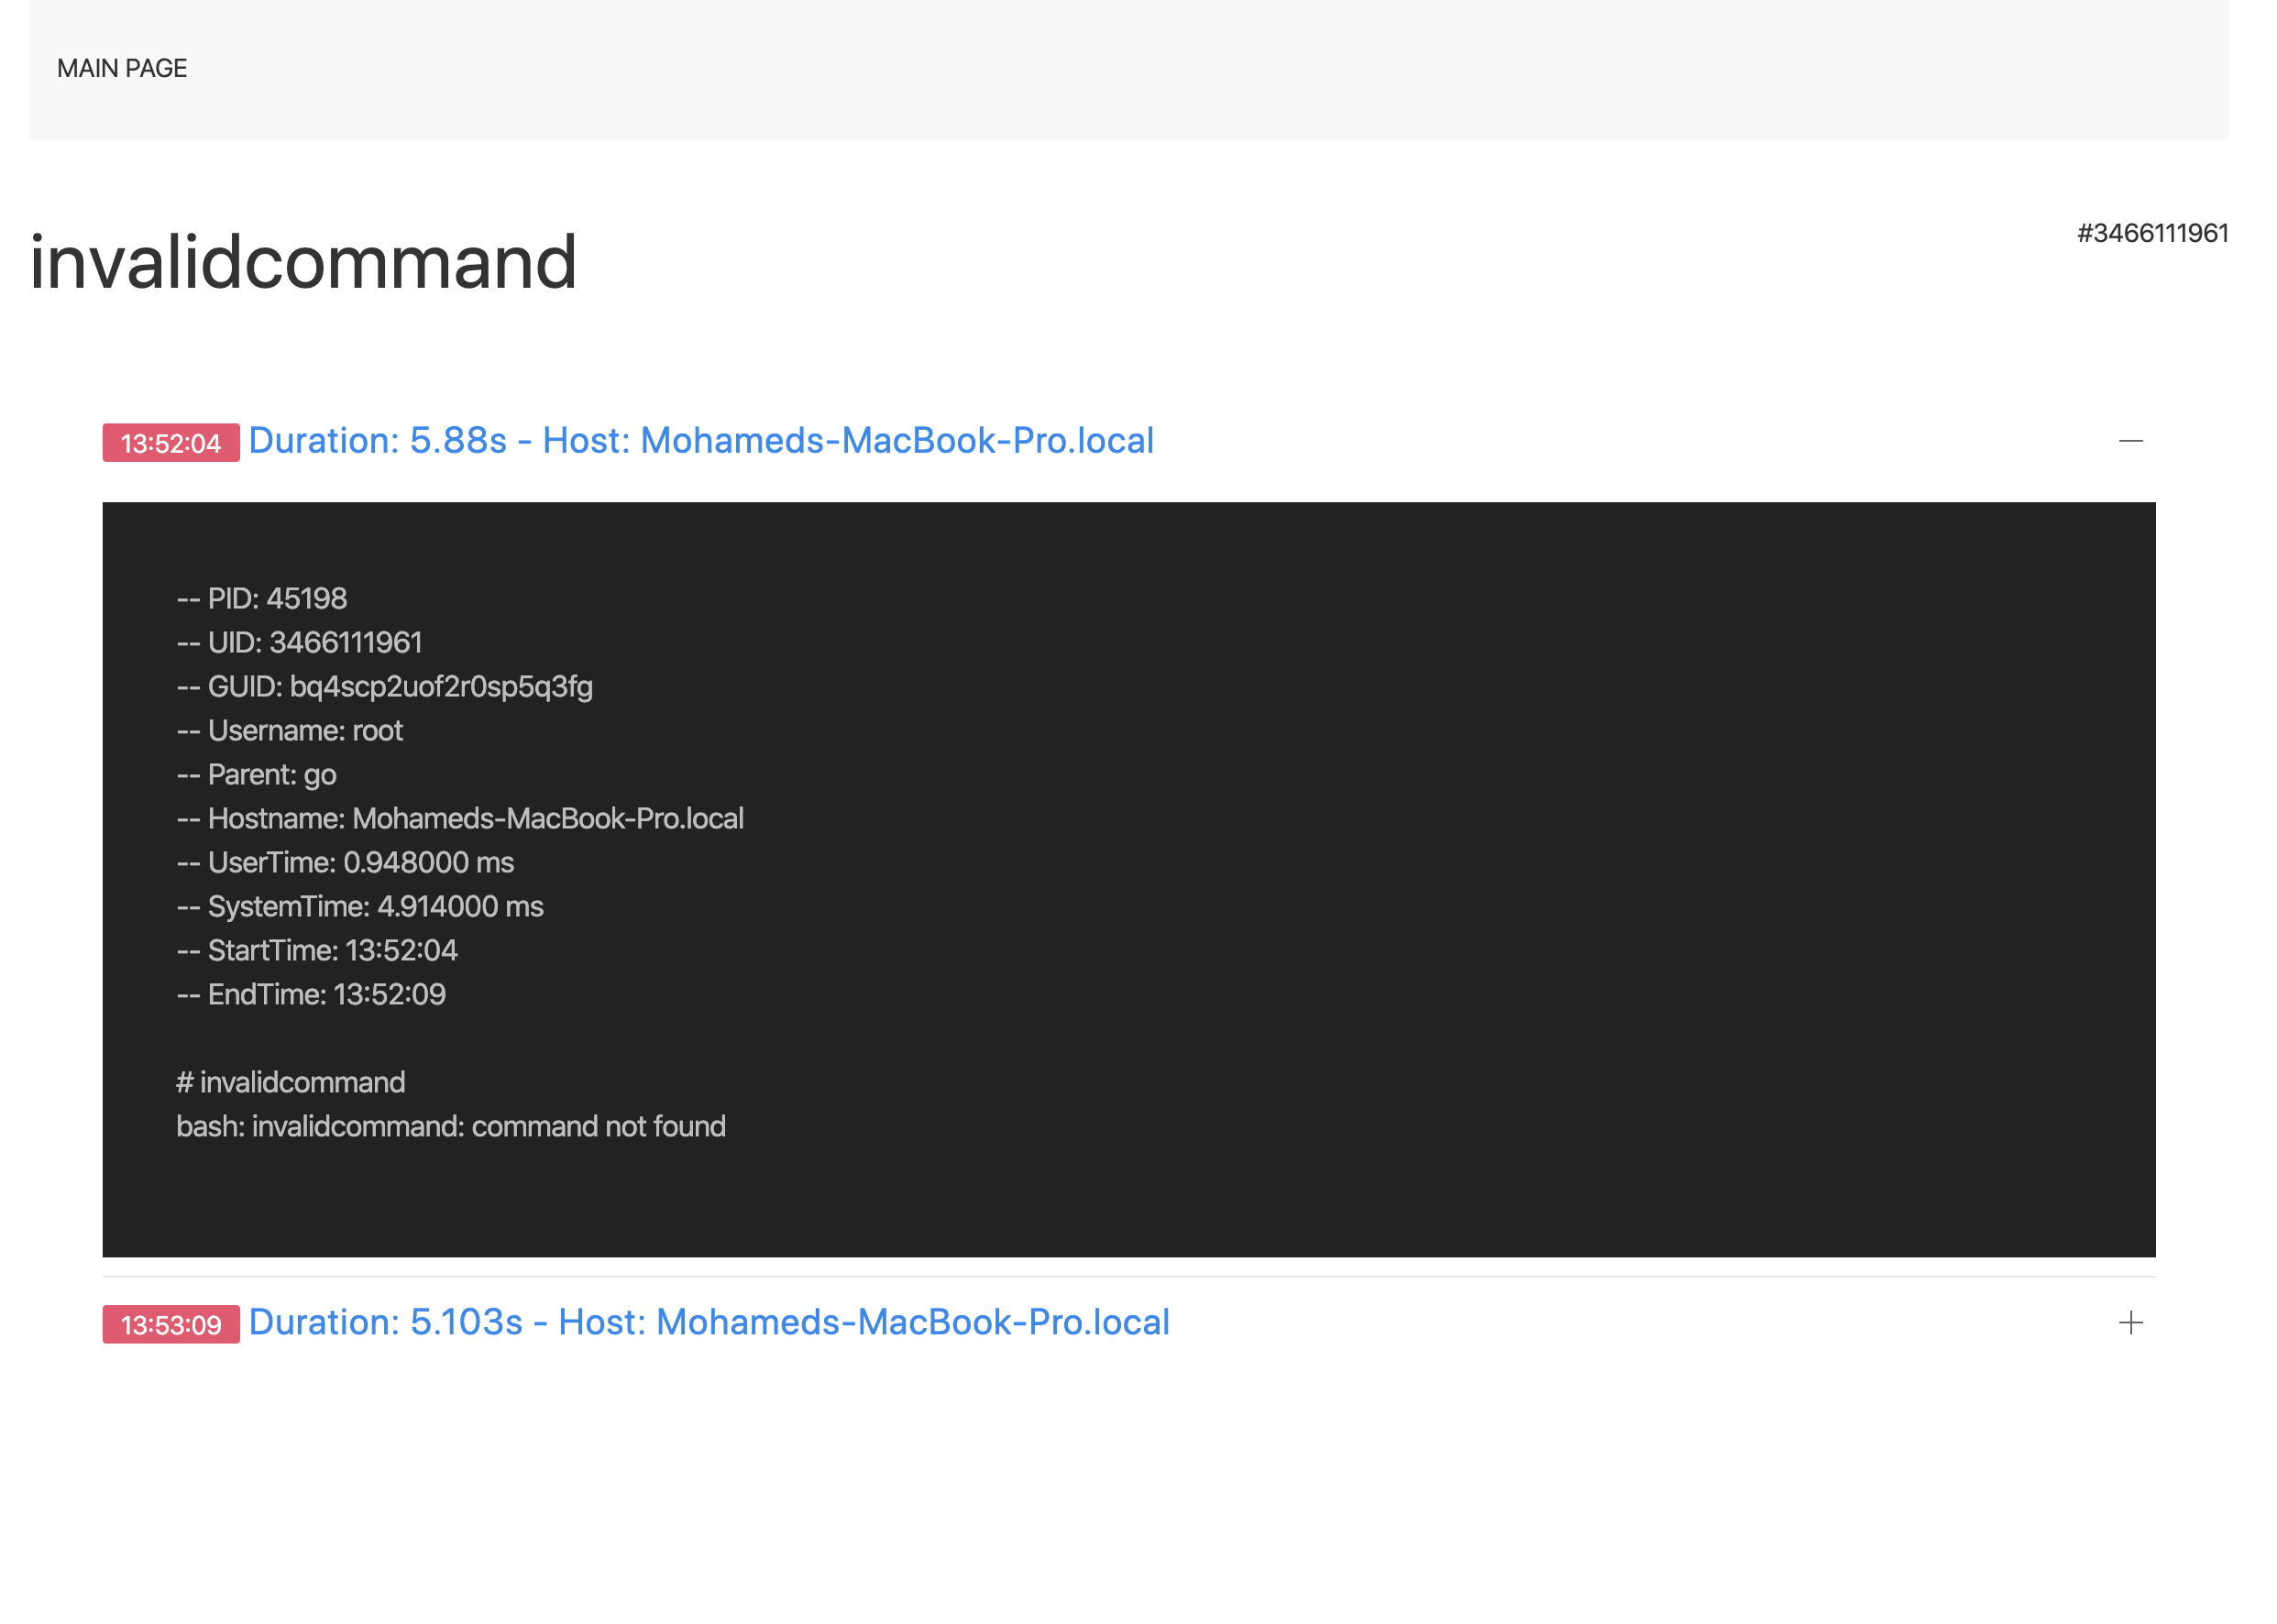 MAIN PAGE
invalidcommand
#3466111961
13:52:04 Duration: 5.88s - Host: Mohameds-MacBook-Pro.local
-- PID: 45198
-- UID: 3466111961
-- GUID: bq4scp2uof2r0sp5q3fg
-- Username: root
-- Parent: go
-- Hostname: Mohameds-MacBook-Pro.local
-- UserTime: 0.948000 ms
-- SystemTime: 4.914000 ms
-- StartTime: 13:52:04
-- EndTime: 13:52:09
# invalidcommand
bash: invalidcommand: command not found
13:53:09 Duration: 5.103s - Host: Mohameds-MacBook-Pro.local